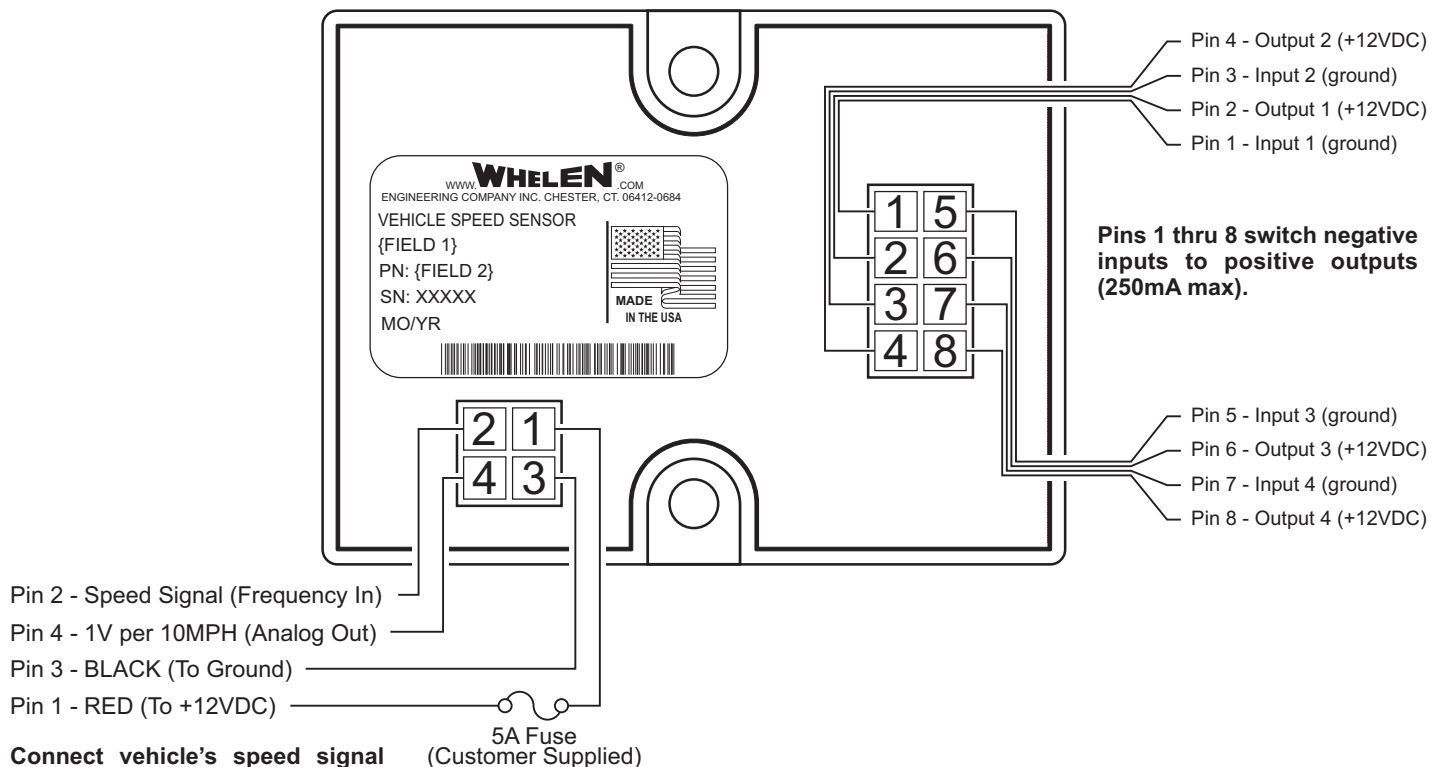 Pin 4 - Output 2 (+12VDC)
Pin 3 - Input 2 (ground)
Pin 2 - Output 1 (+12VDC)
Pin 1 - Input 1 (ground)
WWW. WHELEN® .COM
ENGINEERING COMPANY INC. CHESTER, CT. 06412-0684
VEHICLE SPEED SENSOR
{FIELD 1}
PN: {FIELD 2}
SN: XXXXX
MO/YR
MADE
IN THE USA
1 5
2 6
3 7
4 8
Pins 1 thru 8 switch negative
inputs to positive outputs
(250mA max).
2 1
4 3
Pin 5 - Input 3 (ground)
Pin 6 - Output 3 (+12VDC)
Pin 7 - Input 4 (ground)
Pin 8 - Output 4 (+12VDC)
Pin 2 - Speed Signal (Frequency In)
Pin 4 - 1V per 10MPH (Analog Out)
Pin 3 - BLACK (To Ground)
Pin 1 - RED (To +12VDC)
5A Fuse
(Customer Supplied)
Connect vehicle's speed signal